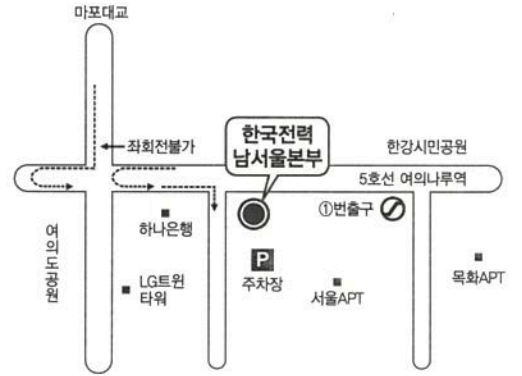 마포대교
좌회전불가
한국전력
남서울본부
한강시민공원
5호선 여의나루역
①번출구
하나은행
여의도공원
LG트윈
타워
P
주차장
서울APT
목화APT